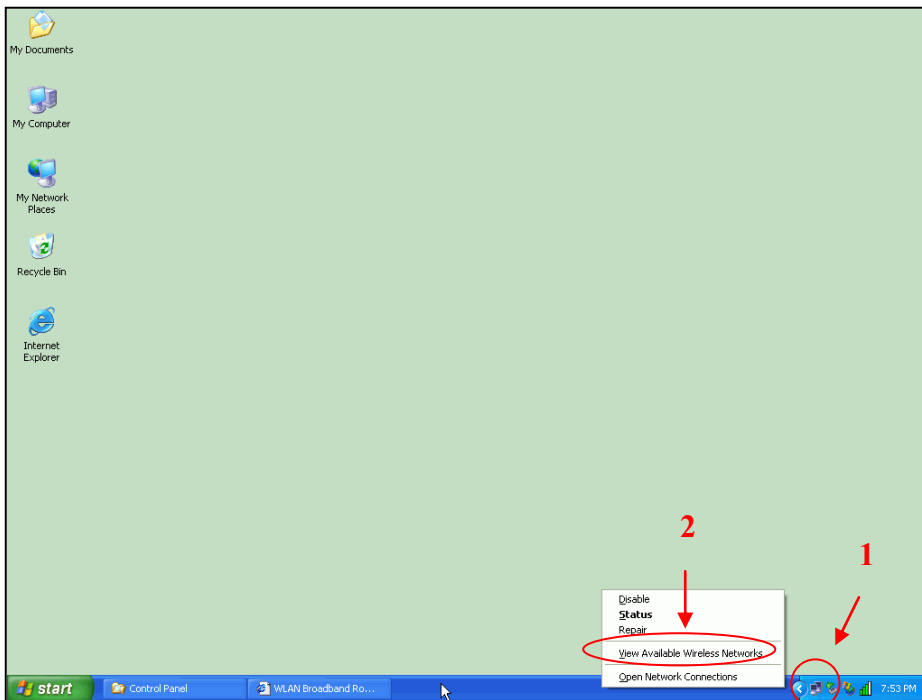 My Documents
My Computer
My Network
Places
Recycle Bin
Internet
Explorer
2
1
Disable
Status
Repair
View Available Wireless Networks
Open Network Connections
start
Control Panel
WLAN Broadband Ro...
7:53 PM